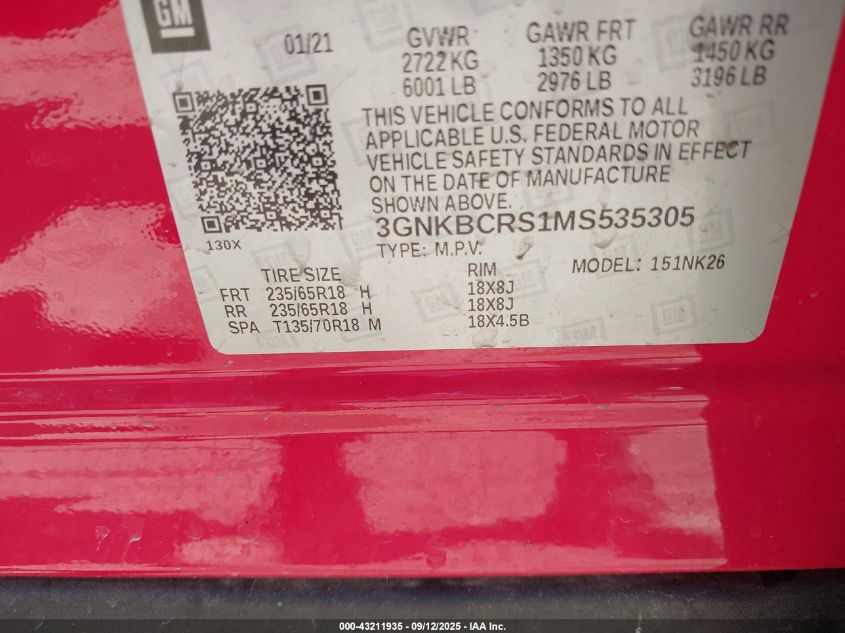 GM
01/21 GVWR GAWR FRT GAWR RR
2722 KG 1350 KG 1450 KG
6001 LB 2976 LB 3196 LB
THIS VEHICLE CONFORMS TO ALL
APPLICABLE U.S. FEDERAL MOTOR
VEHICLE SAFETY STANDARDS IN EFFECT
ON THE DATE OF MANUFACTURE
SHOWN ABOVE.
3GNKBCRS1MS535305
130X TYPE: M.P.V. MODEL: 151NK26
TIRE SIZE RIM
FRT 235/65R18 H 18X8J
RR 235/65R18 H 18X8J
SPA T135/70R18 M 18X4.5B
000-43211935 - 09/12/2025 - IAA Inc.